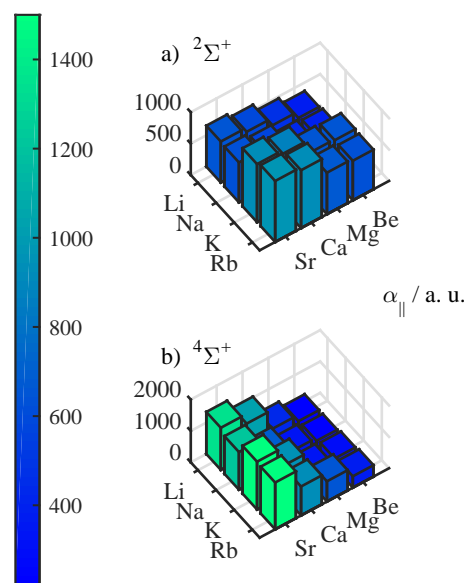 1400
1200
1000
800
600
400
a) ²Σ⁺
1000
500
0
Li
Na
K
Rb
Sr
Ca
Mg
Be
α|| / a. u.
b) ⁴Σ⁺
2000
1000
0
Li
Na
K
Rb
Sr
Ca
Mg
Be